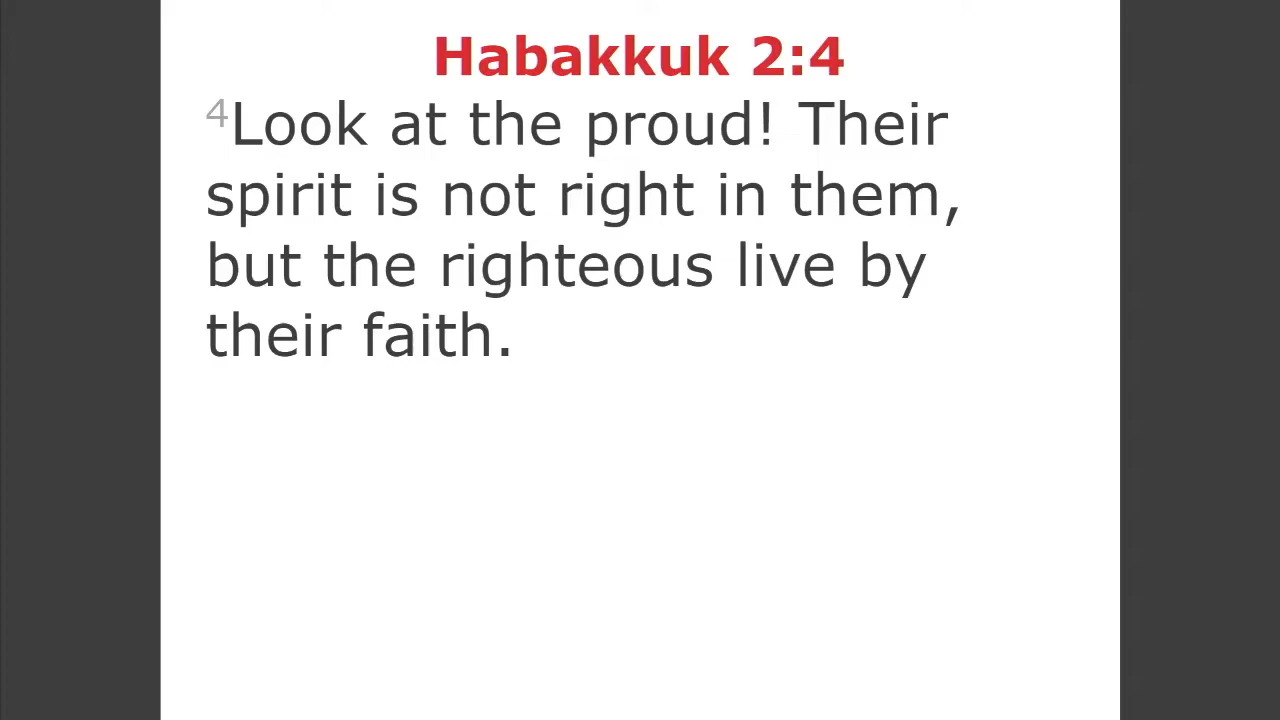 Habakkuk 2:4
4Look at the proud! Their
spirit is not right in them,
but the righteous live by
their faith.